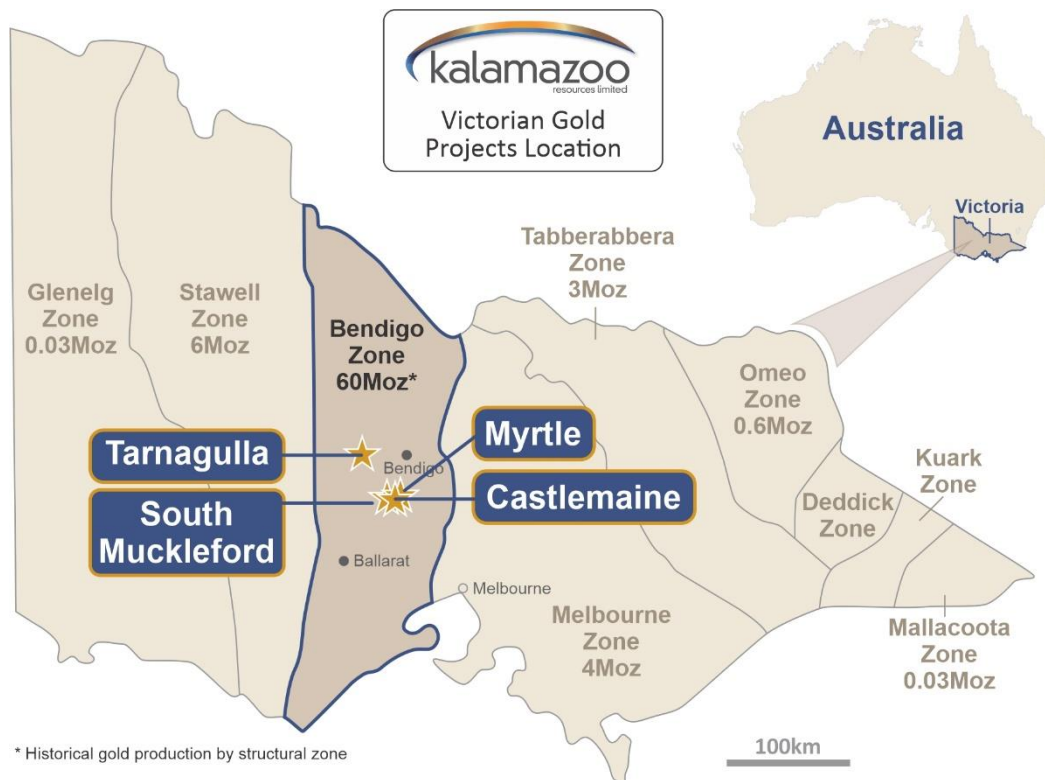 kalamazoo
resources limited
Victorian Gold
Projects Location
Australia
Victoria
Glenelg
Zone
0.03Moz
Stawell
Zone
6Moz
Bendigo
Zone
60Moz*
Tabberabbera
Zone
3Moz
Omeo
Zone
0.6Moz
Kuark
Zone
Deddick
Zone
Mallacoota
Zone
0.03Moz
Melbourne
Zone
4Moz
Tarnagulla
South
Muckleford
Myrtle
Castlemaine
Bendigo
Ballarat
Melbourne
* Historical gold production by structural zone
100km